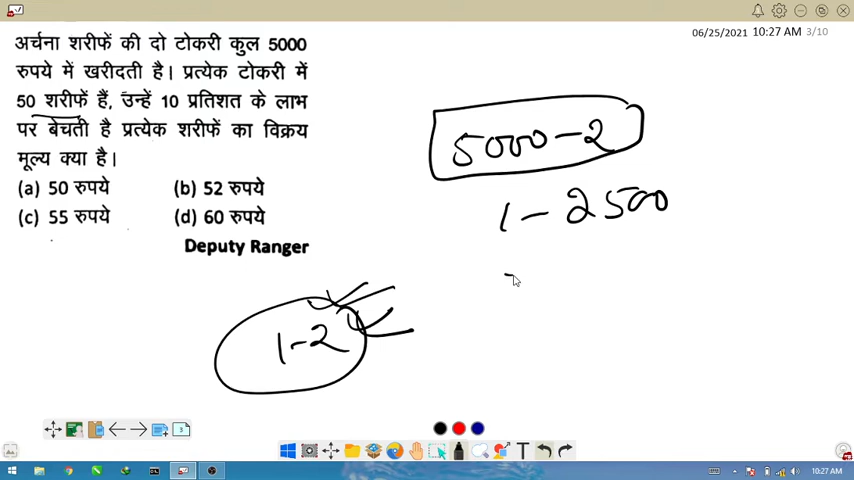 06/25/2021 10:27 AM 3/10
अर्चना शरीफें की दो टोकरी कुल 5000
रुपये में खरीदती है। प्रत्येक टोकरी में
50 शरीफें हैं, उन्हें 10 प्रतिशत के लाभ
पर बेचती है प्रत्येक शरीफें का विक्रय
मूल्य क्या है।
(a) 50 रुपये (b) 52 रुपये
(c) 55 रुपये (d) 60 रुपये
Deputy Ranger
5000-2
1-2500
1-2
3
10:27 AM